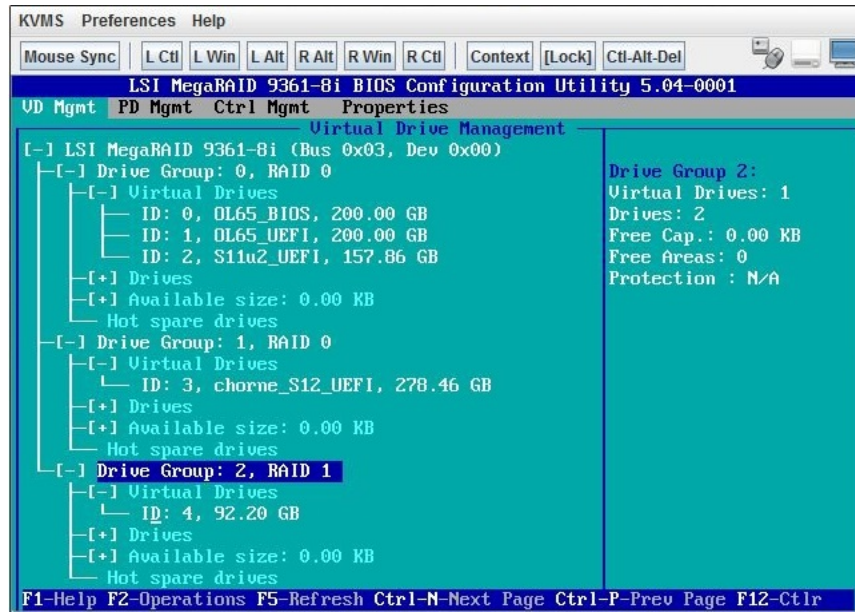 KVMS Preferences Help
Mouse Sync L Ctl L Win L Alt R Alt R Win R Ctl Context [Lock] Ctl-Alt-Del
LSI MegaRAID 9361-8i BIOS Configuration Utility 5.04-0001
VD Mgmt PD Mgmt Ctrl Mgmt Properties
Virtual Drive Management
[-] LSI MegaRAID 9361-8i (Bus 0x03, Dev 0x00)
[-] Drive Group: 0, RAID 0
[-] Virtual Drives
ID: 0, OL65_BIOS, 200.00 GB
ID: 1, OL65_UEFI, 200.00 GB
ID: 2, S11u2_UEFI, 157.86 GB
[+] Drives
[+] Available size: 0.00 KB
Hot spare drives
[-] Drive Group: 1, RAID 0
[-] Virtual Drives
ID: 3, chorne_S12_UEFI, 278.46 GB
[+] Drives
[+] Available size: 0.00 KB
Hot spare drives
[-] Drive Group: 2, RAID 1
[-] Virtual Drives
ID: 4, 92.20 GB
[+] Drives
[+] Available size: 0.00 KB
Hot spare drives
Drive Group 2:
Virtual Drives: 1
Drives: 2
Free Cap.: 0.00 KB
Free Areas: 0
Protection : N/A
F1-Help F2-Operations F5-Refresh Ctrl-N-Next Page Ctrl-P-Prev Page F12-Ctlr